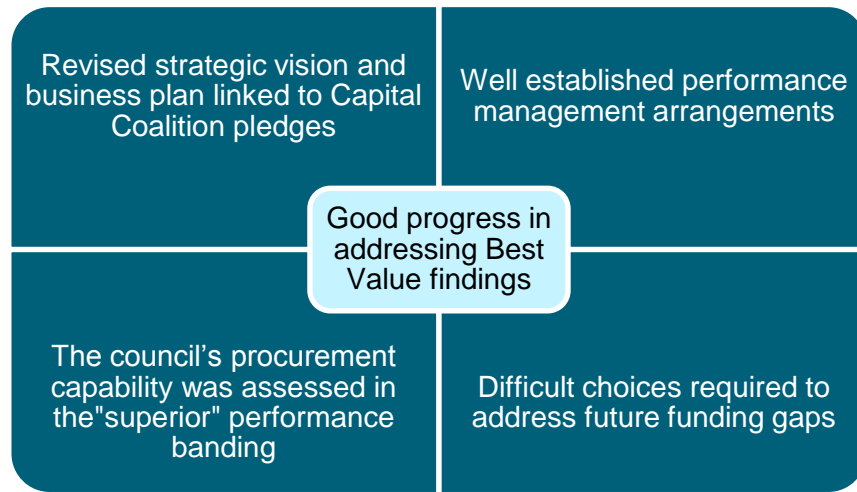 Revised strategic vision and
business plan linked to Capital
Coalition pledges
Well established performance
management arrangements
Good progress in
addressing Best
Value findings
The council's procurement
capability was assessed in
the"superior" performance
banding
Difficult choices required to
address future funding gaps